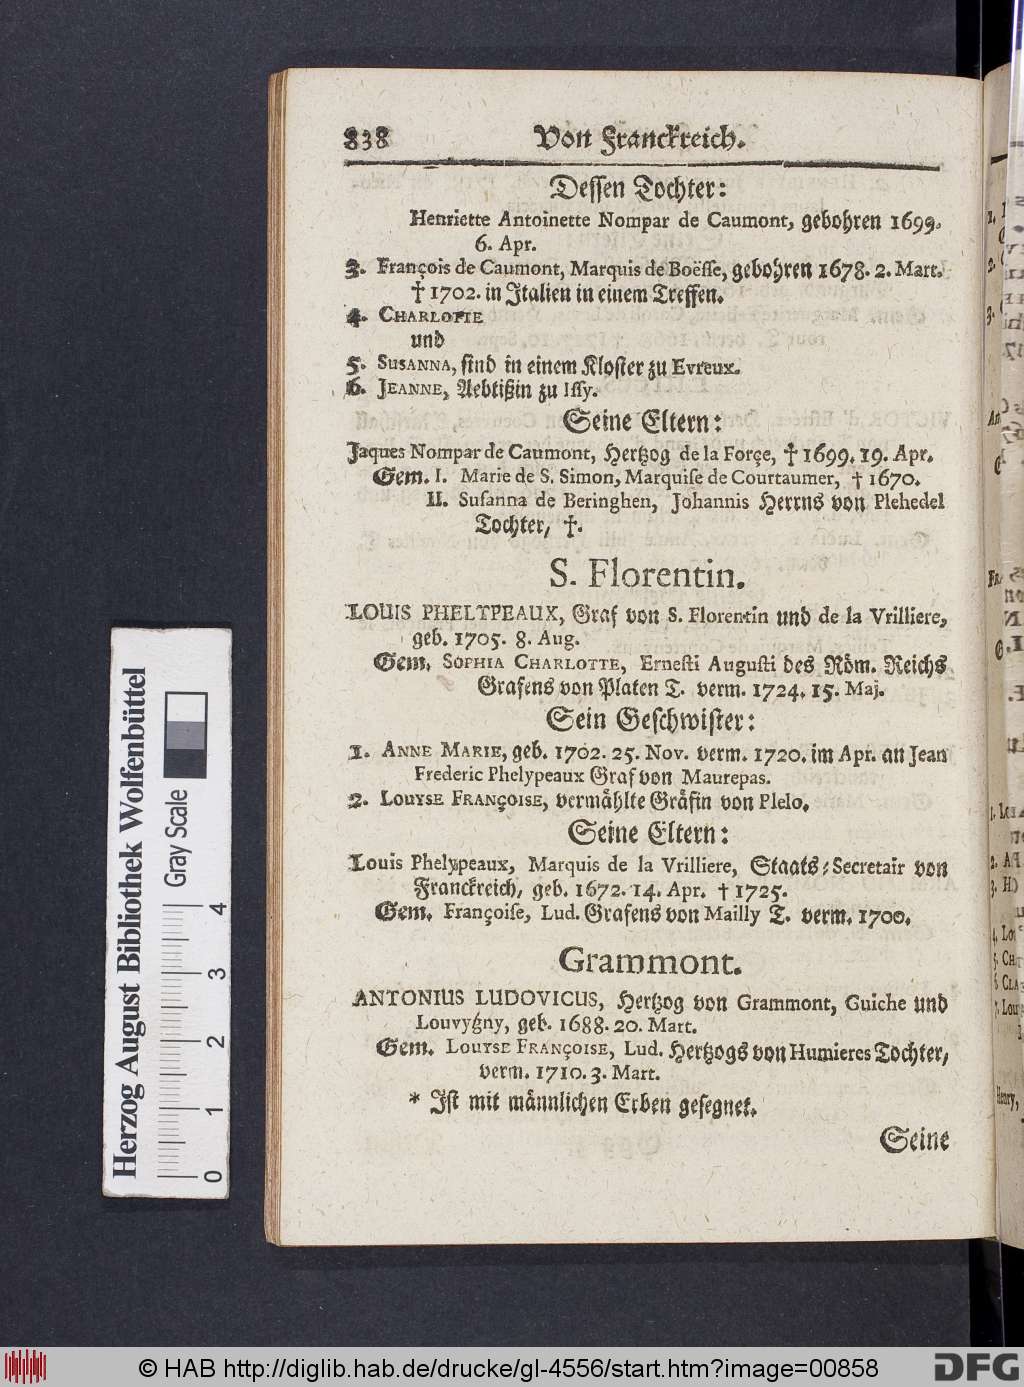 838 Von Franckreich.
Dessen Tochter:
Henriette Antoinette Nompar de Caumont, gebohren 1699.
6. Apr.
3. François de Caumont, Marquis de Boësse, gebohren 1678. 2. Mart.
† 1702. in Italien in einem Treffen.
4. CHARLOTTE
und
5. SUSANNA, sind in einem Kloster zu Evreux.
6. JEANNE, Aebtißin zu Issy.
Seine Eltern:
Jaques Nompar de Caumont, Hertzog de la Forçe, † 1699. 19. Apr.
Gem. I. Marie de S. Simon, Marquise de Courtaumer, † 1670.
II. Susanna de Beringhen, Johannis Herrns von Plehedel
Tochter, †.
S. Florentin.
LOUIS PHELYPEAUX, Graf von S. Florentin und de la Vrilliere,
geb. 1705. 8. Aug.
Gem. SOPHIA CHARLOTTE, Ernesti Augusti des Röm. Reichs
Grafens von Platen T. verm. 1724. 15. Maj.
Sein Geschwister:
1. ANNE MARIE, geb. 1702. 25. Nov. verm. 1720. im Apr. an Jean
Frederic Phelypeaux Graf von Maurepas.
2. LOUYSE FRANÇOISE, vermählte Gräfin von Plelo.
Seine Eltern:
Louis Phelypeaux, Marquis de la Vrilliere, Staats-Secretair von
Franckreich, geb. 1672. 14. Apr. † 1725.
Gem. Françoise, Lud. Grafens von Mailly T. verm. 1700.
Grammont.
ANTONIUS LUDOVICUS, Hertzog von Grammont, Guiche und
Louvygny, geb. 1688. 20. Mart.
Gem. LOUYSE FRANÇOISE, Lud. Hertzogs von Humieres Tochter,
verm. 1710. 3. Mart.
* Ist mit männlichen Erben gesegnet.
Seine
Herzog August Bibliothek Wolfenbüttel
Gray Scale
0 1 2 3 4
© HAB http://diglib.hab.de/drucke/gl-4556/start.htm?image=00858
DFG